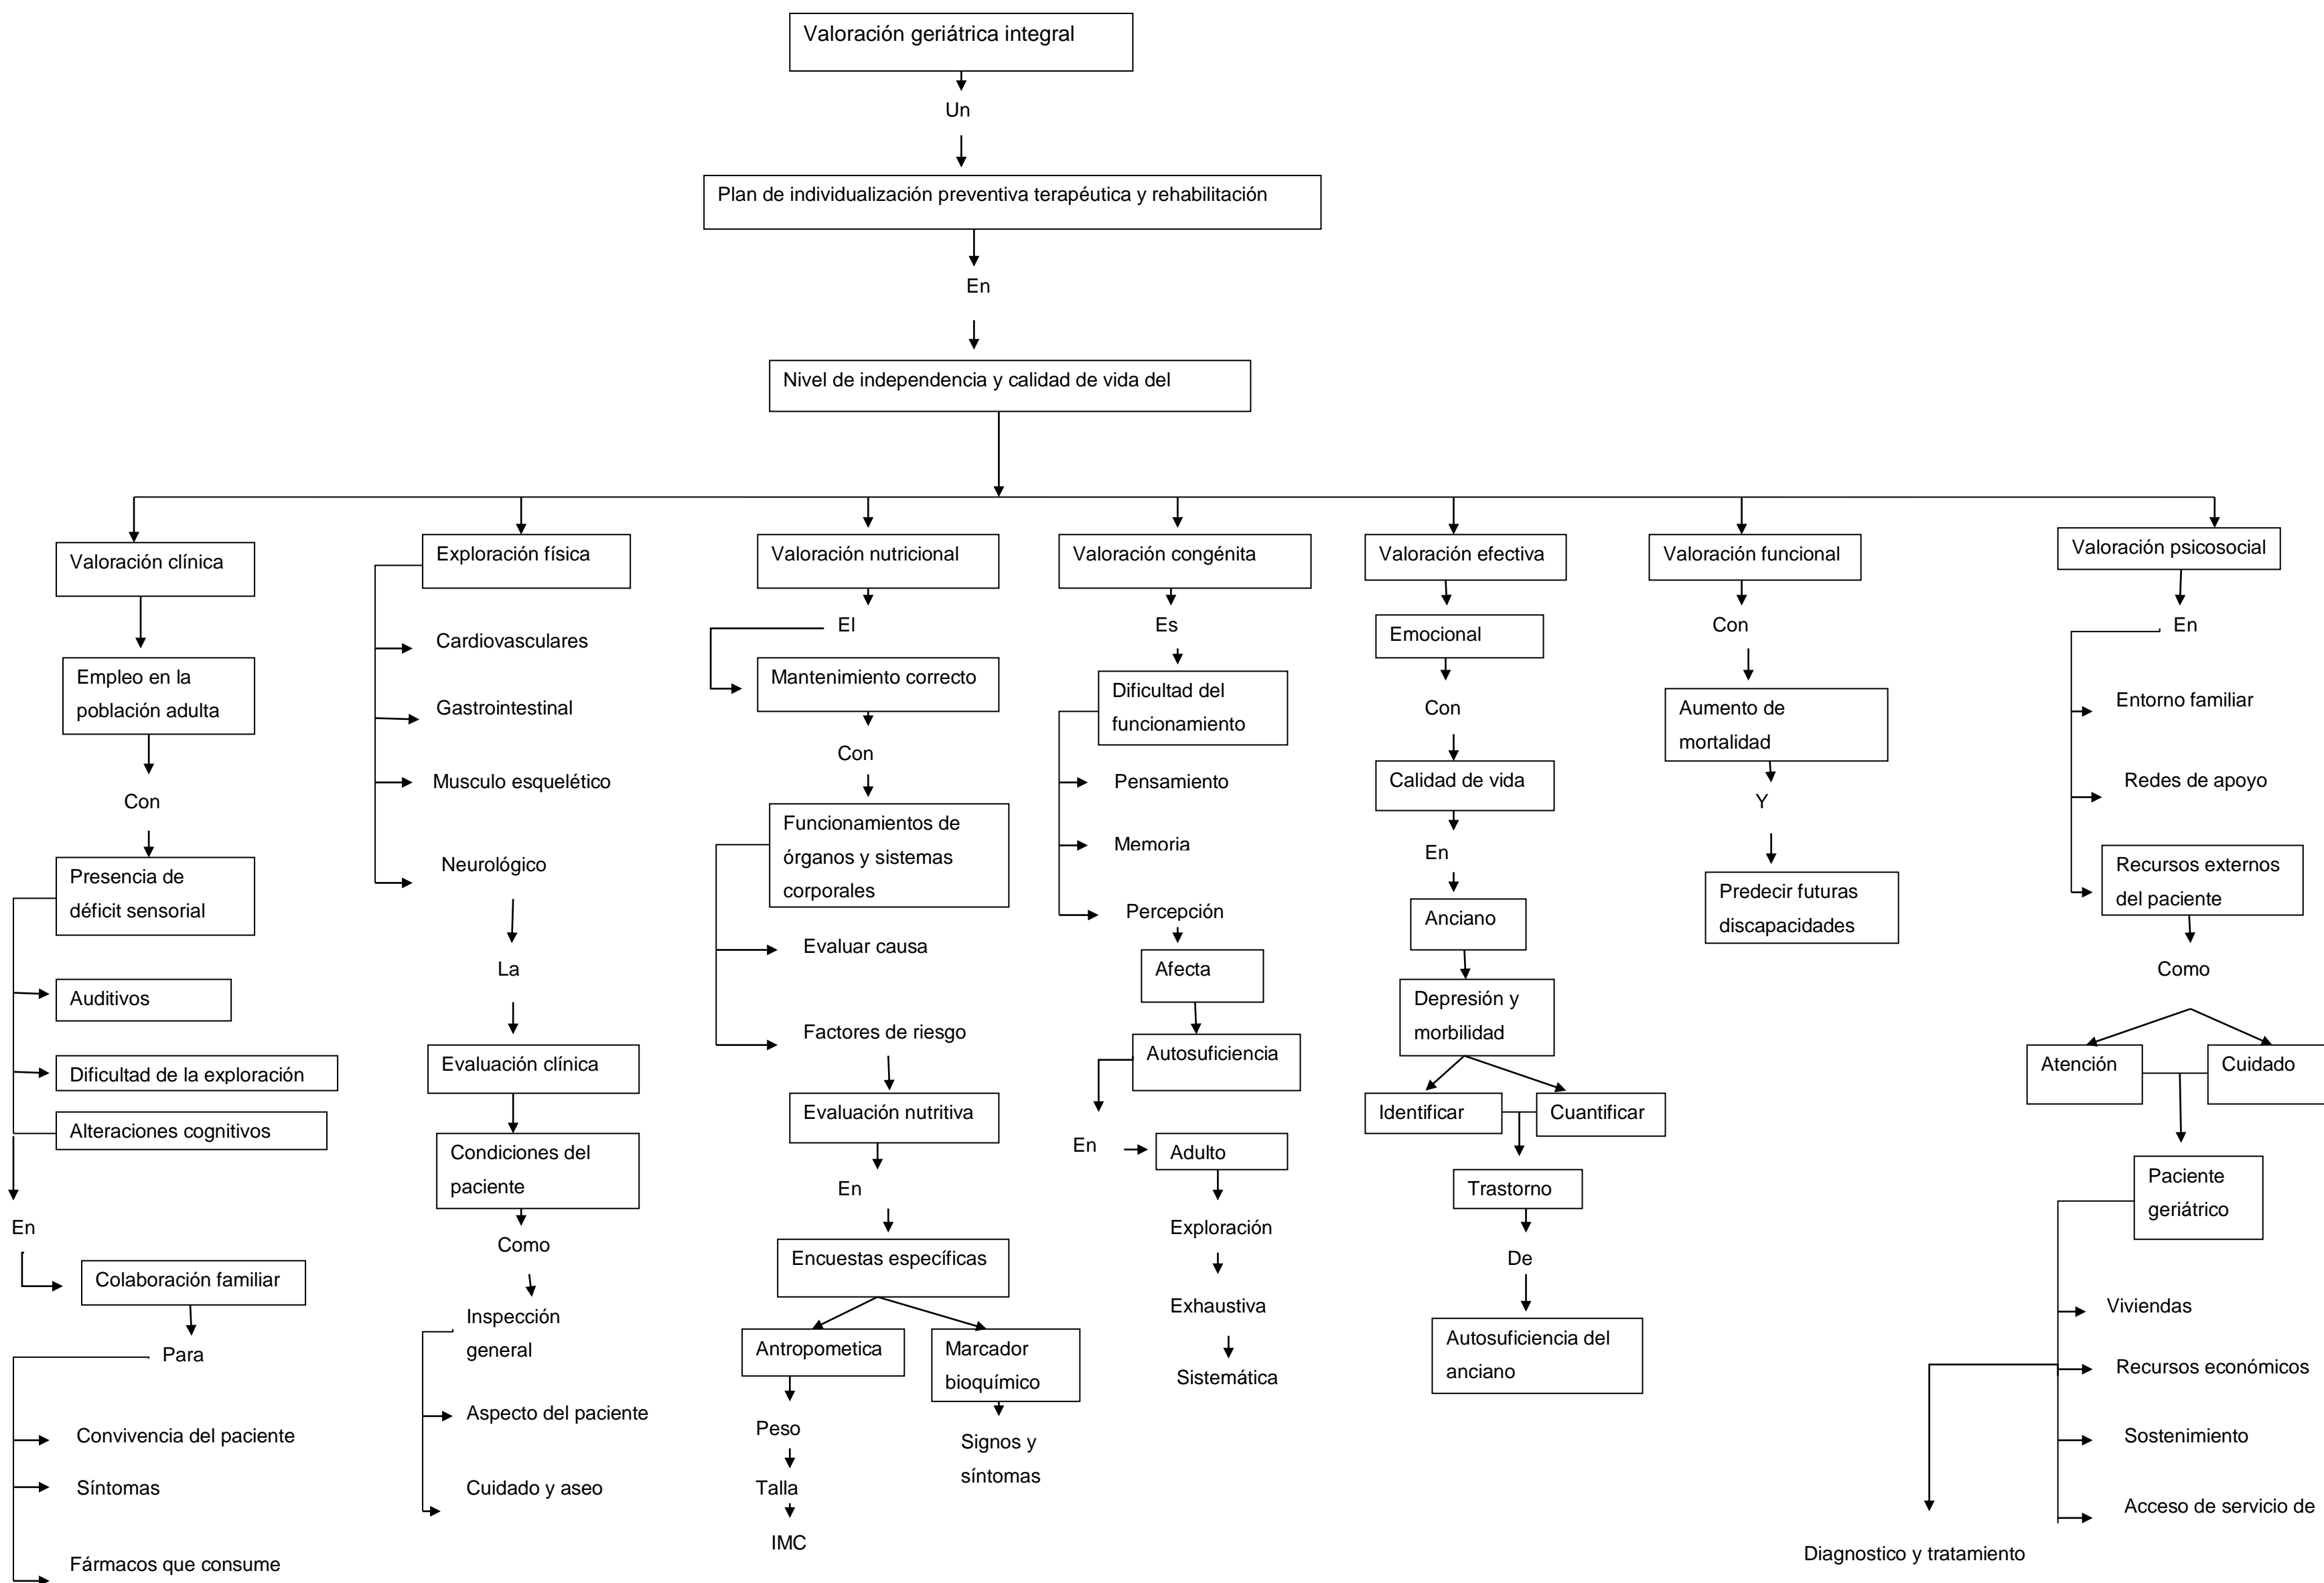 Valoración geriátrica integral
Un
Plan de individualización preventiva terapéutica y rehabilitación
En
Nivel de independencia y calidad de vida del
Valoración clínica
Empleo en la
población adulta
Con
Presencia de
déficit sensorial
Auditivos
Dificultad de la exploración
Alteraciones cognitivos
En
Colaboración familiar
Para
Convivencia del paciente
Síntomas
Fármacos que consume
Exploración física
Cardiovasculares
Gastrointestinal
Musculo esquelético
Neurológico
La
Evaluación clínica
Condiciones del
paciente
Como
Inspección
general
Aspecto del paciente
Cuidado y aseo
Valoración nutricional
El
Mantenimiento correcto
Con
Funcionamientos de
órganos y sistemas
corporales
Evaluar causa
Factores de riesgo
Evaluación nutritiva
En
Encuestas específicas
Antropometica
Peso
Talla
IMC
Marcador
bioquímico
Signos y
síntomas
Valoración congénita
Es
Dificultad del
funcionamiento
Pensamiento
Memoria
Percepción
Afecta
Autosuficiencia
En
Adulto
Exploración
Exhaustiva
Sistemática
Valoración efectiva
Emocional
Con
Calidad de vida
En
Anciano
Depresión y
morbilidad
Identificar
Cuantificar
Trastorno
De
Autosuficiencia del
anciano
Valoración funcional
Con
Aumento de
mortalidad
Y
Predecir futuras
discapacidades
Valoración psicosocial
En
Entorno familiar
Redes de apoyo
Recursos externos
del paciente
Como
Atención
Cuidado
Paciente
geriátrico
Viviendas
Recursos económicos
Sostenimiento
Acceso de servicio de
Diagnostico y tratamiento